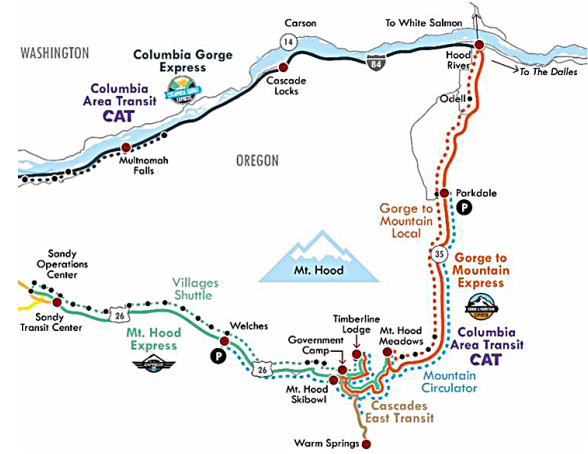 Carson
To White Salmon
WASHINGTON
14
84
Hood
River
To The Dalles
Columbia Gorge
Express
Cascade
Locks
Columbia
Area Transit
CAT
Odell
Multnomah
Falls
OREGON
Parkdale
P
Gorge to
Mountain
Local
35
Mt. Hood
Gorge to
Mountain
Express
Sandy
Operations
Center
Villages
Shuttle
26
Sandy
Transit Center
Mt. Hood
Express
Welches
P
26
Timberline
Lodge
Government
Camp
Mt. Hood
Meadows
Columbia
Area Transit
CAT
Mt. Hood
Skibowl
Mountain
Circulator
Cascades
East Transit
Warm Springs